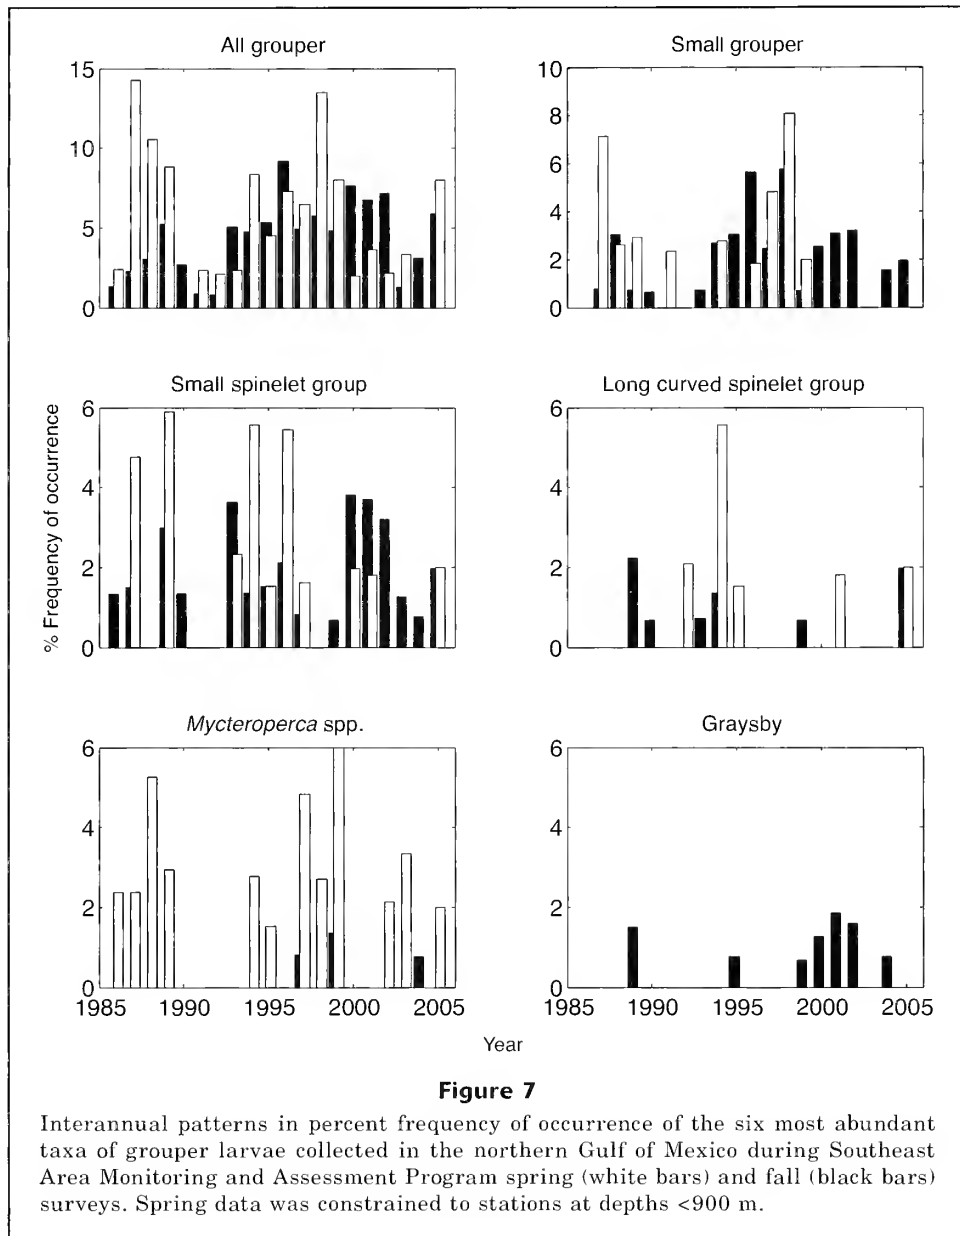 All grouper
15
10
5
0
Small grouper
10
8
6
4
2
0
% Frequency of occurrence
Small spinelet group
6
4
2
0
Long curved spinelet group
6
4
2
0
Mycteroperca spp.
6
4
2
0
1985 1990 1995 2000 2005
Graysby
6
4
2
0
1985 1990 1995 2000 2005
Year
Figure 7
Interannual patterns in percent frequency of occurrence of the six most abundant
taxa of grouper larvae collected in the northern Gulf of Mexico during Southeast
Area Monitoring and Assessment Program spring (white bars) and fall (black bars)
surveys. Spring data was constrained to stations at depths <900 m.